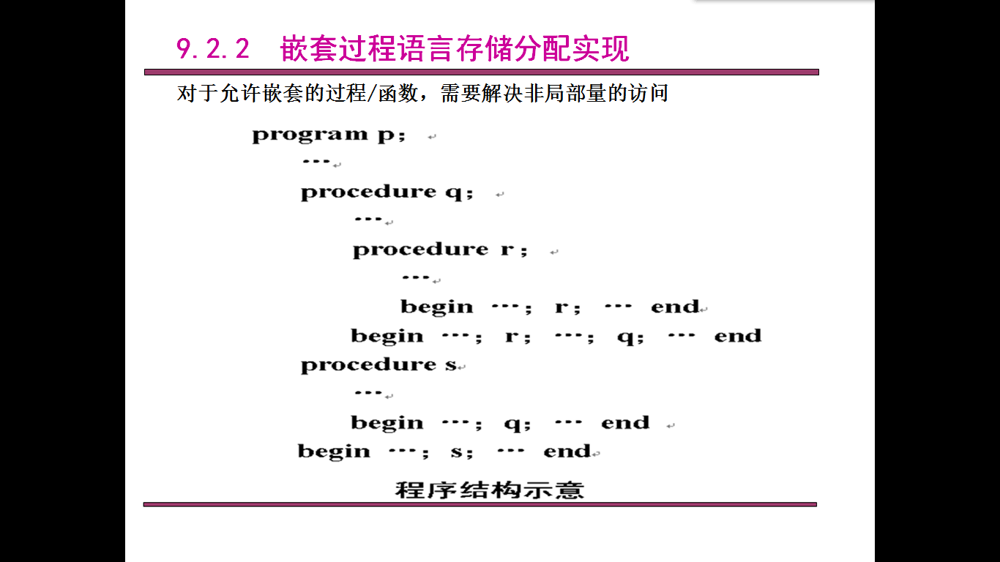 9.2.2 嵌套过程语言存储分配实现
对于允许嵌套的过程/函数，需要解决非局部量的访问
program p；
…
procedure q；
…
procedure r；
…
begin …； r； … end
begin …； r； …； q； … end
procedure s
…
begin …； q； … end
begin …； s； … end
程序结构示意